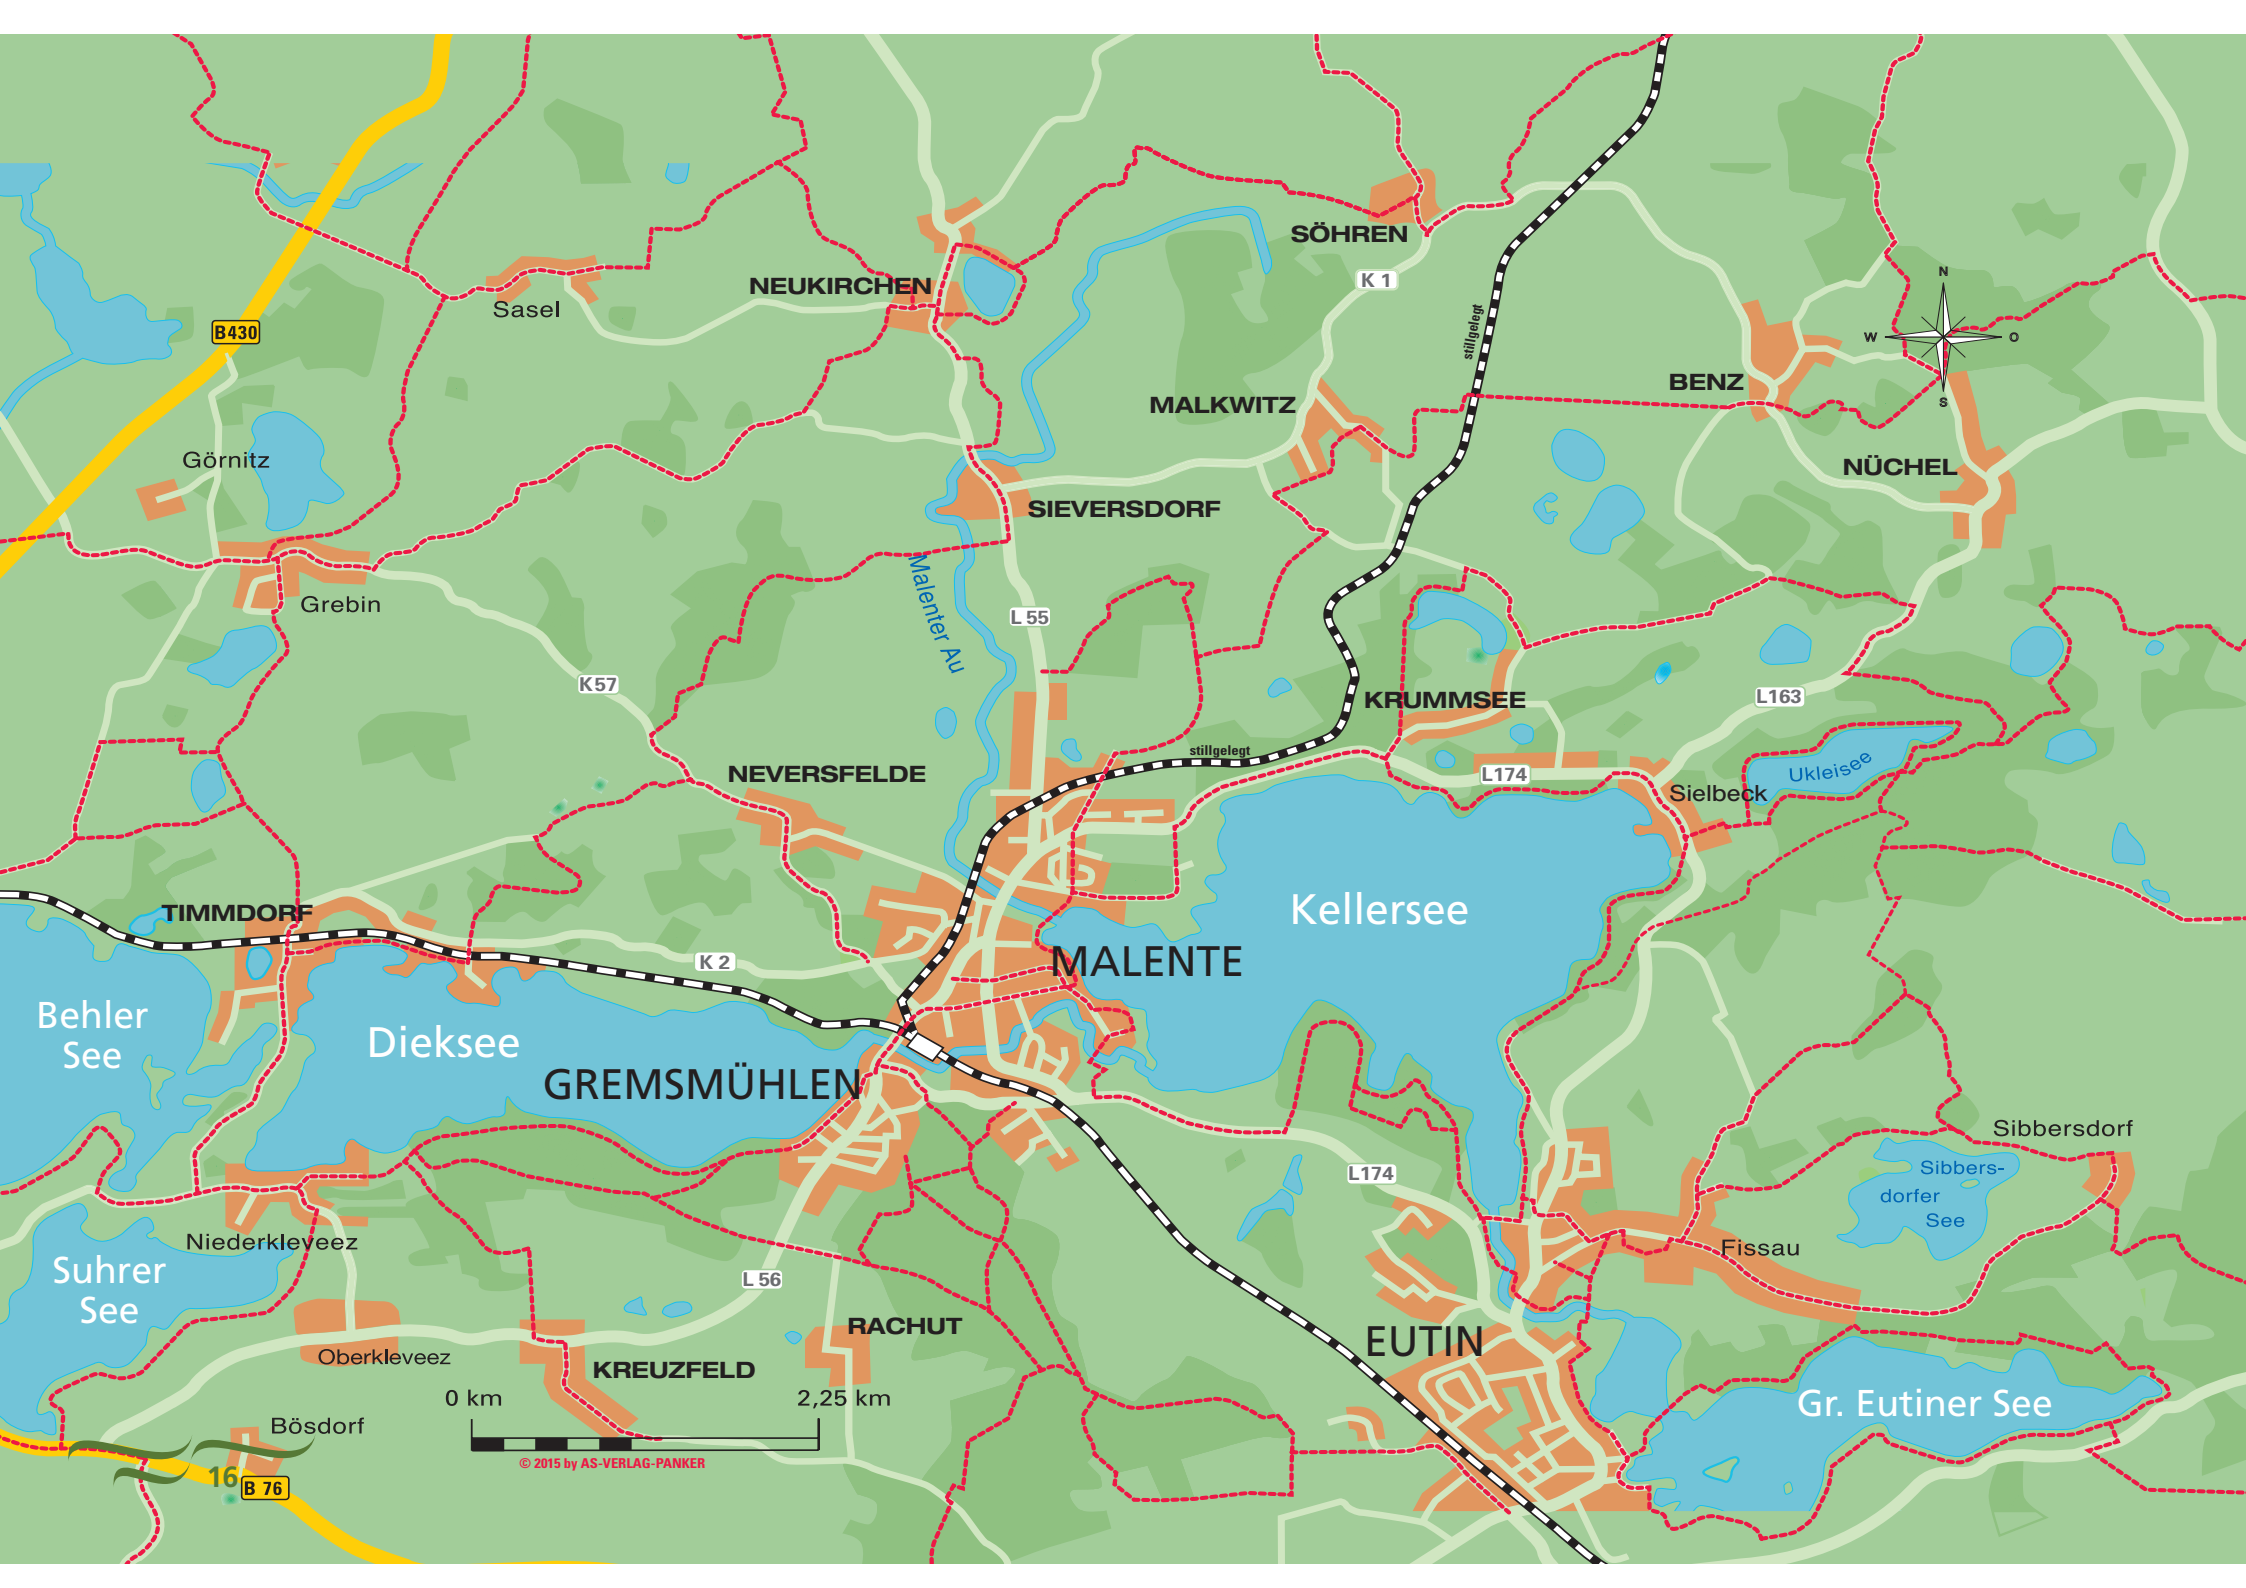 SÖHREN
N
NEUKIRCHEN
K 1
Sasel
stillgelegt
B430
W
O
BENZ
MALKWITZ
S
Görnitz
NÜCHEL
SIEVERSDORF
Malenter Au
Grebin
L 55
K57
KRUMMSEE
L163
stillgelegt
NEVERSFELDE
L174
Ukleisee
Sielbeck
TIMMDORF
Kellersee
K 2
MALENTE
Behler
See
Dieksee
GREMSMÜHLEN
Sibbersdorf
L174
Sibbers-
dorfer
See
Niederkleveez
Fissau
Suhrer
See
L 56
RACHUT
EUTIN
Oberkleveez
KREUZFELD
0 km
2,25 km
Gr. Eutiner See
Bösdorf
© 2015 by AS-VERLAG-PANKER
16
B 76